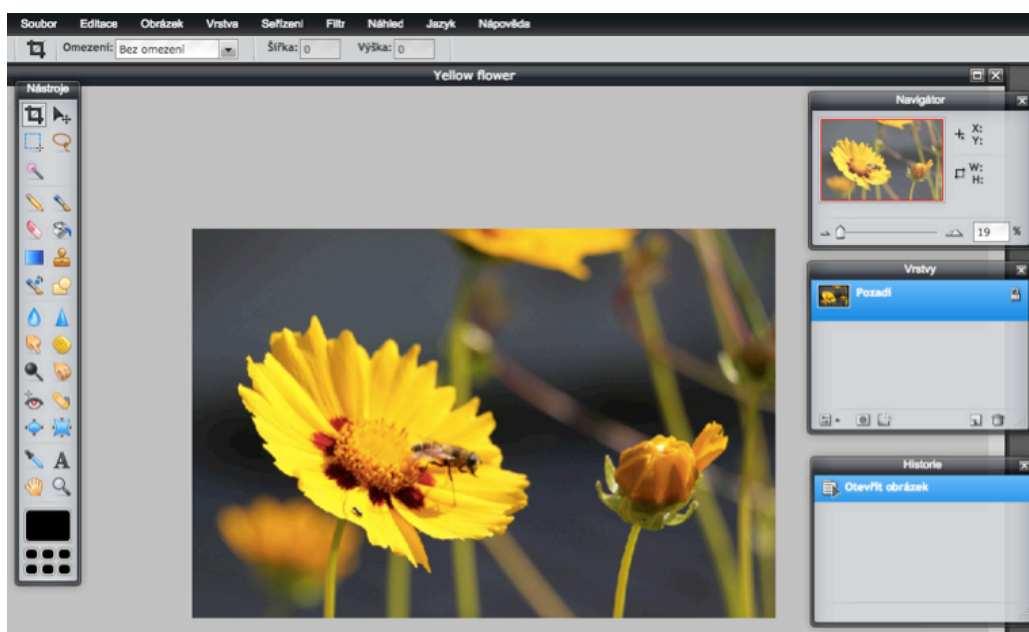 Soubor Editace Obrázek Vrstva Seřízení Filtr Náhled Jazyk Nápověda
Omezení: Bez omezení Šířka: 0 Výška: 0
Yellow flower
Nástroje
A
Navigátor
X:
Y:
W:
H:
19 %
Vrstvy
Pozadí
Historie
Otevřít obrázek